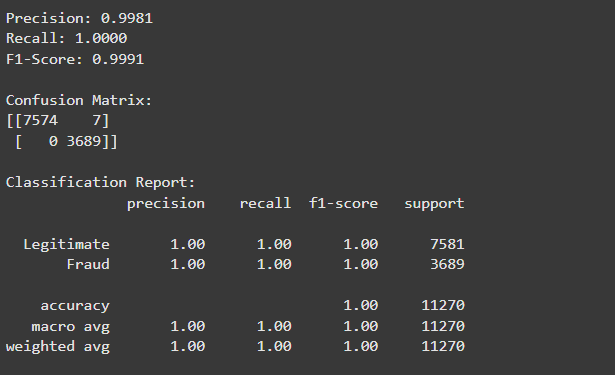 Precision: 0.9981
Recall: 1.0000
F1-Score: 0.9991
Confusion Matrix:
[[7574    7]
 [   0 3689]]
Classification Report:
              precision    recall  f1-score   support
  Legitimate       1.00      1.00      1.00      7581
       Fraud       1.00      1.00      1.00      3689
    accuracy                           1.00     11270
   macro avg       1.00      1.00      1.00     11270
weighted avg       1.00      1.00      1.00     11270